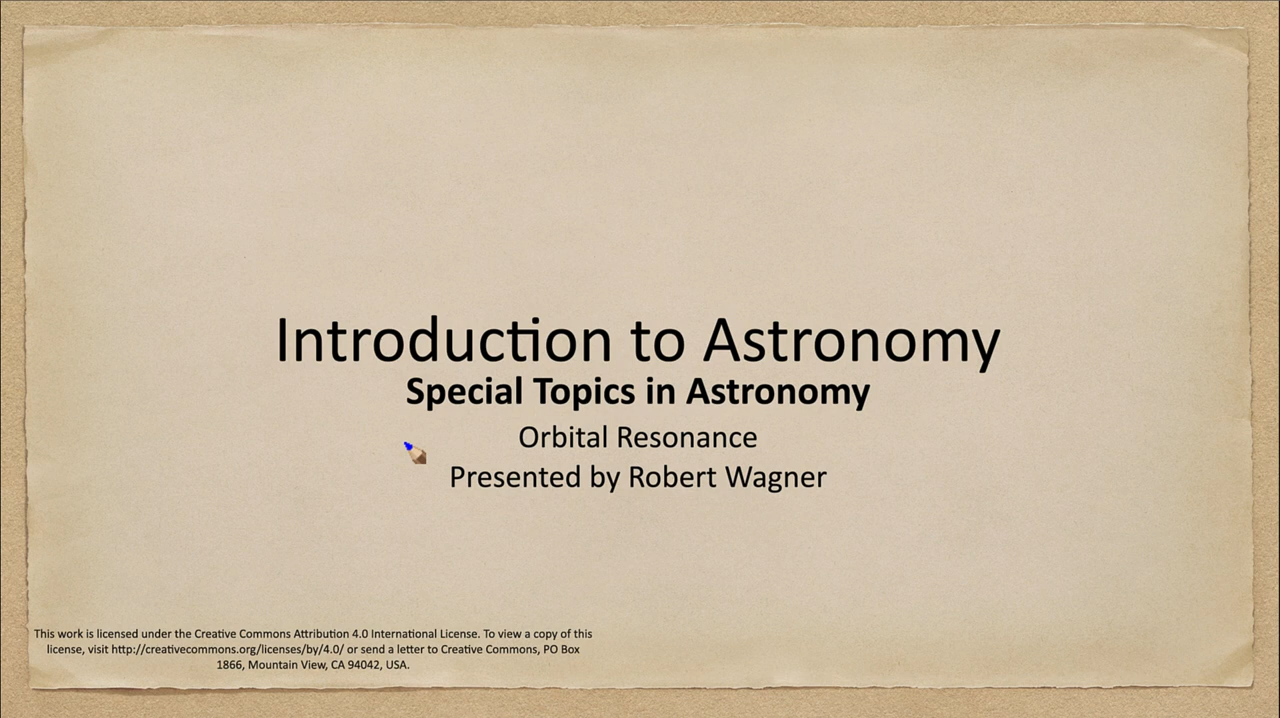 Introduction to Astronomy
Special Topics in Astronomy
Orbital Resonance
Presented by Robert Wagner
This work is licensed under the Creative Commons Attribution 4.0 International License. To view a copy of this
license, visit http://creativecommons.org/licenses/by/4.0/ or send a letter to Creative Commons, PO Box
1866, Mountain View, CA 94042, USA.